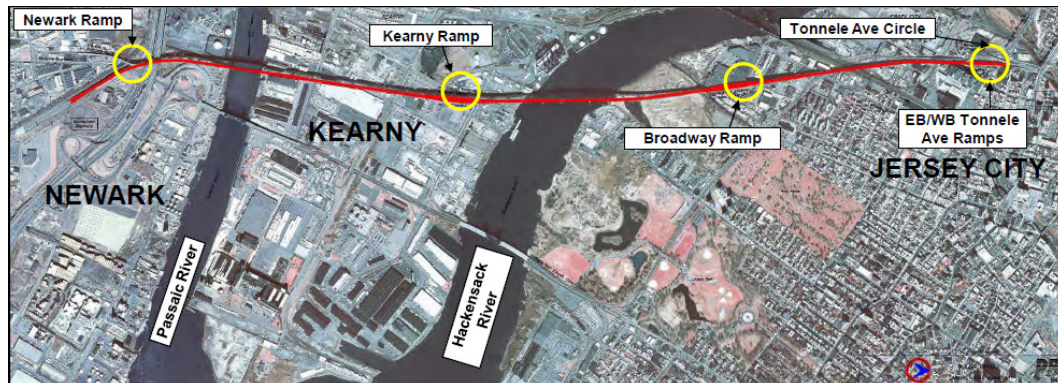 Newark Ramp
Kearny Ramp
Tonnele Ave Circle
KEARNY
Broadway Ramp
EB/WB Tonnele
Ave Ramps
JERSEY CITY
NEWARK
Passaic River
Hackensack
River